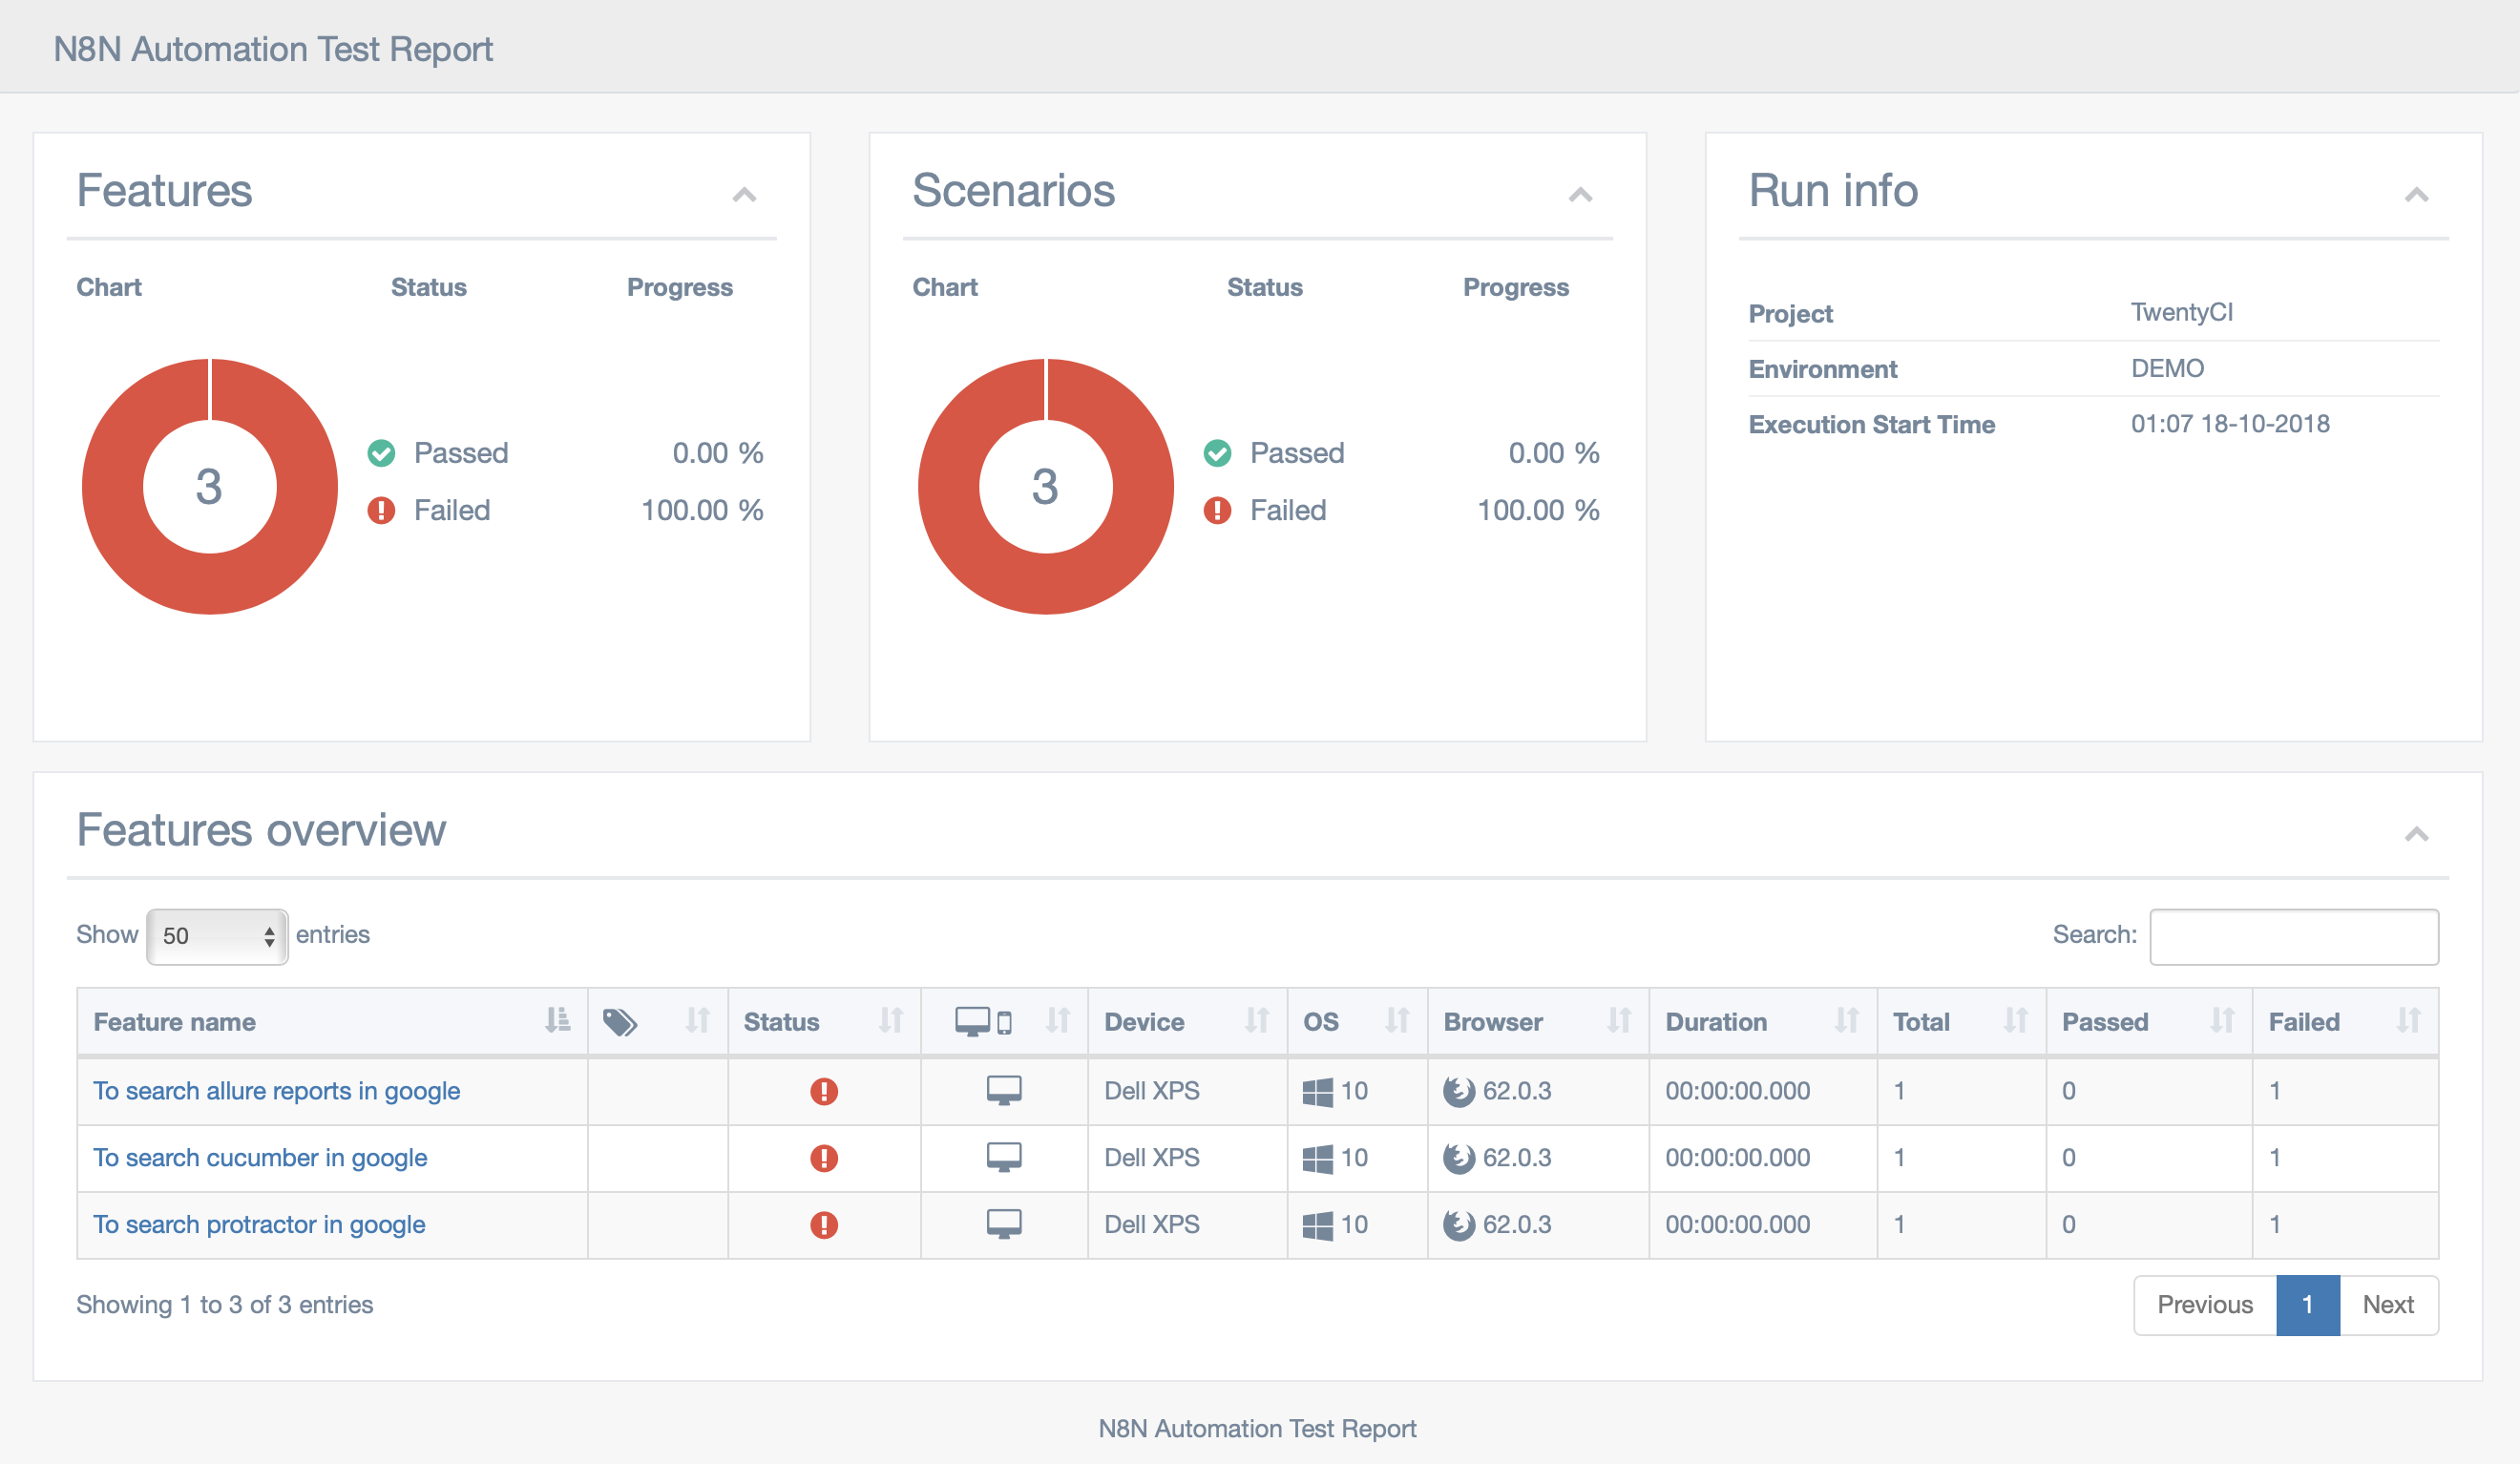 N8N Automation Test Report
Features
Chart Status Progress
3
Passed 0.00 %
Failed 100.00 %
Scenarios
Chart Status Progress
3
Passed 0.00 %
Failed 100.00 %
Run info
Project TwentyCI
Environment DEMO
Execution Start Time 01:07 18-10-2018
Features overview
Show 50 entries Search:
Feature name Status Device OS Browser Duration Total Passed Failed
To search allure reports in google Dell XPS 10 62.0.3 00:00:00.000 1 0 1
To search cucumber in google Dell XPS 10 62.0.3 00:00:00.000 1 0 1
To search protractor in google Dell XPS 10 62.0.3 00:00:00.000 1 0 1
Showing 1 to 3 of 3 entries Previous 1 Next
N8N Automation Test Report